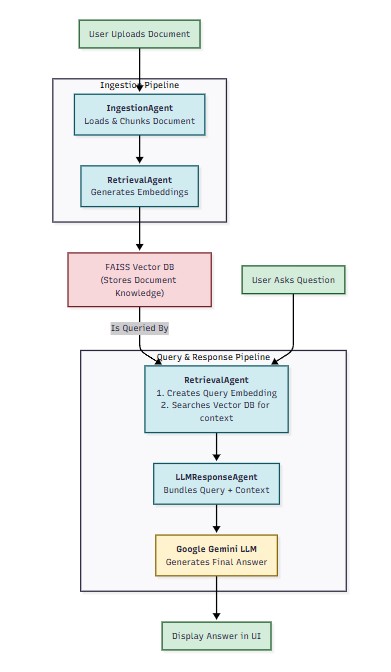 User Uploads Document
Ingestion Pipeline
IngestionAgent
Loads & Chunks Document
RetrievalAgent
Generates Embeddings
FAISS Vector DB
(Stores Document
Knowledge)
User Asks Question
Is Queried By
Query & Response Pipeline
RetrievalAgent
1. Creates Query Embedding
2. Searches Vector DB for
context
LLMResponseAgent
Bundles Query + Context
Google Gemini LLM
Generates Final Answer
Display Answer in UI